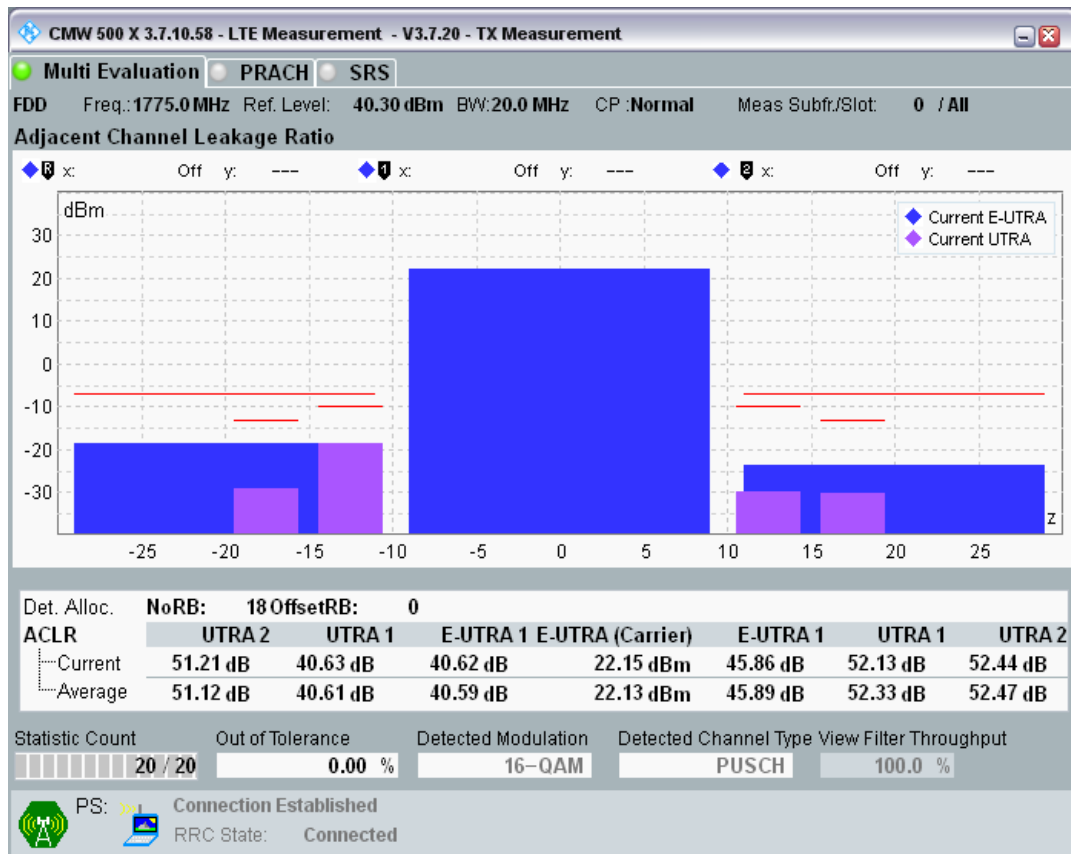 CMW 500 X 3.7.10.58 - LTE Measurement - V3.7.20 - TX Measurement
Multi Evaluation PRACH SRS
FDD Freq.:1775.0 MHz Ref. Level: 40.30 dBm BW:20.0 MHz CP :Normal Meas Subfr./Slot: 0 / All
Adjacent Channel Leakage Ratio
R x: Off y: --- 1 x: Off y: --- 2 x: Off y: ---
dBm
Current E-UTRA
Current UTRA
30
20
10
0
-10
-20
-30
z
-25 -20 -15 -10 -5 0 5 10 15 20 25
Det. Alloc. NoRB: 18 OffsetRB: 0
ACLR UTRA 2 UTRA 1 E-UTRA 1 E-UTRA (Carrier) E-UTRA 1 UTRA 1 UTRA 2
Current 51.21 dB 40.63 dB 40.62 dB 22.15 dBm 45.86 dB 52.13 dB 52.44 dB
Average 51.12 dB 40.61 dB 40.59 dB 22.13 dBm 45.89 dB 52.33 dB 52.47 dB
Statistic Count Out of Tolerance Detected Modulation Detected Channel Type View Filter Throughput
20 / 20 0.00 % 16-QAM PUSCH 100.0 %
PS: Connection Established
RRC State: Connected